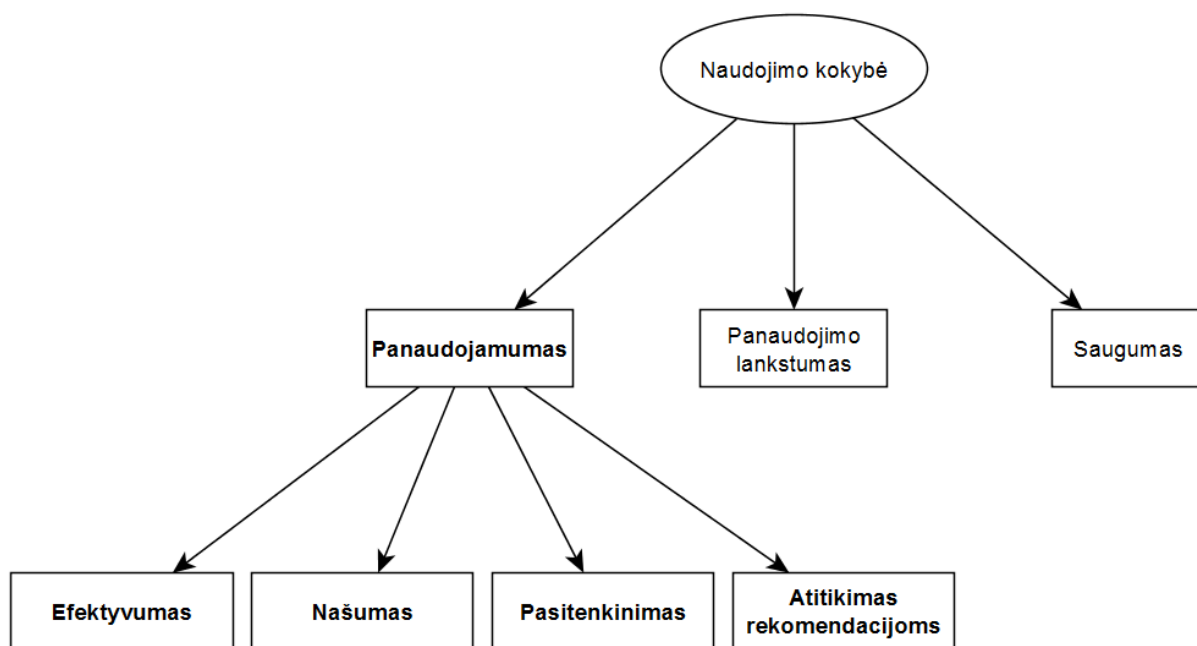 Naudojimo kokybė
Panaudojamumas
Panaudojimo
lankstumas
Saugumas
Efektyvumas
Našumas
Pasitenkinimas
Atitikimas
rekomendacijoms